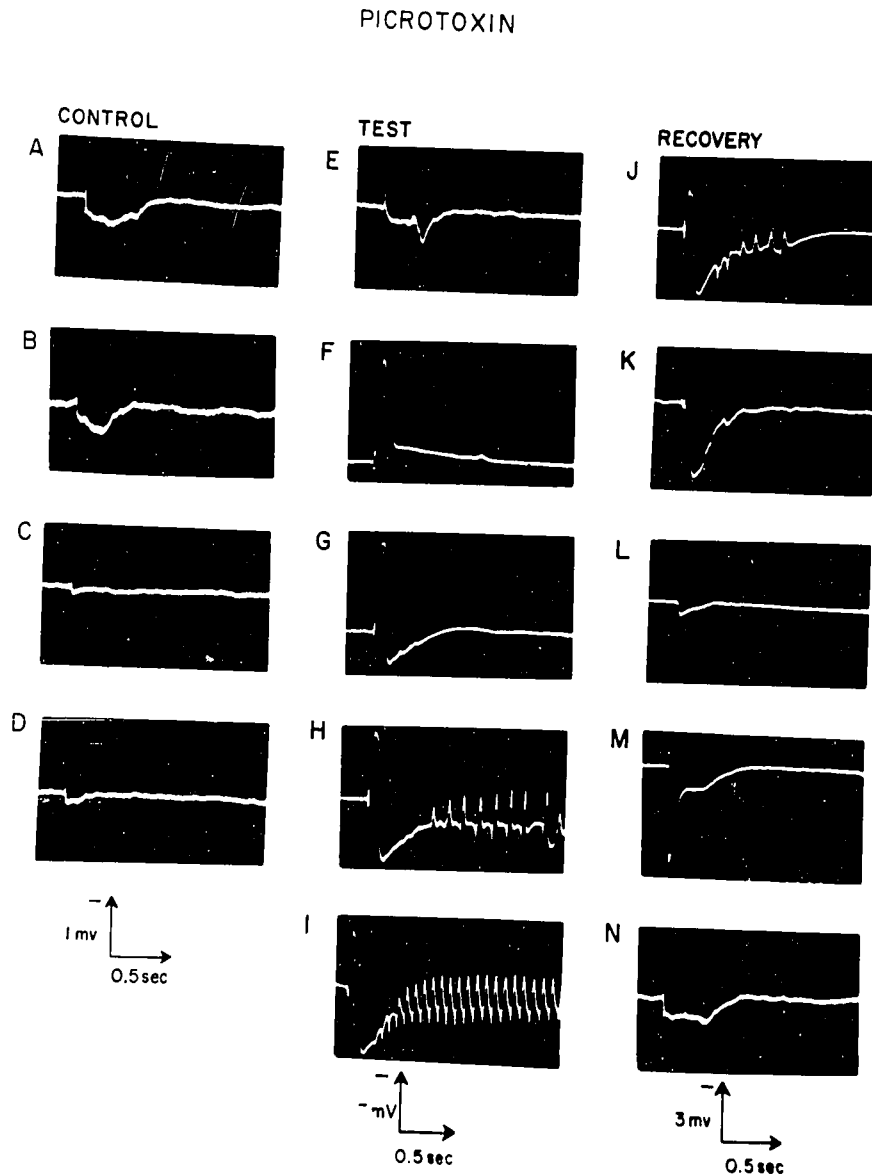 PICROTOXIN
CONTROL
TEST
RECOVERY
A
E
J
B
F
K
C
G
L
D
H
M
I
N
–
1 mv
0.5 sec
–
mV
0.5 sec
–
3 mv
0.5 sec